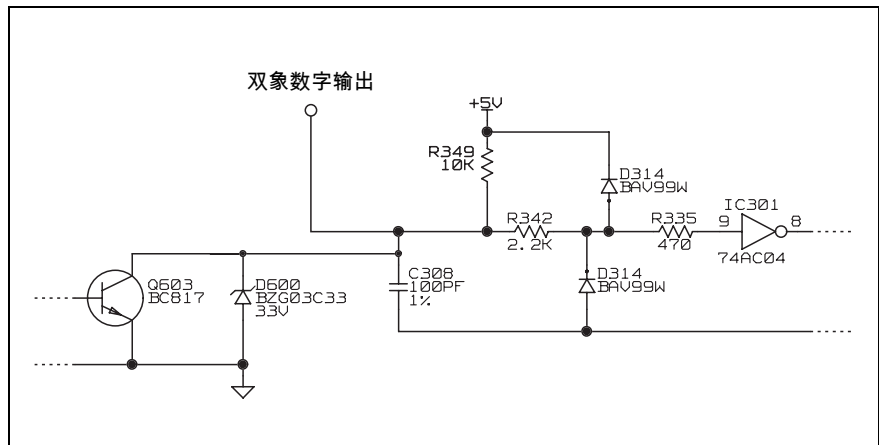 双象数字输出
+5V
R349
10K
D314
BAV99W
IC301
R342
2.2K
R335
470
9
8
74AC04
Q603
BC817
D600
BZG03C33
33V
C308
100PF
1%
D314
BAV99W